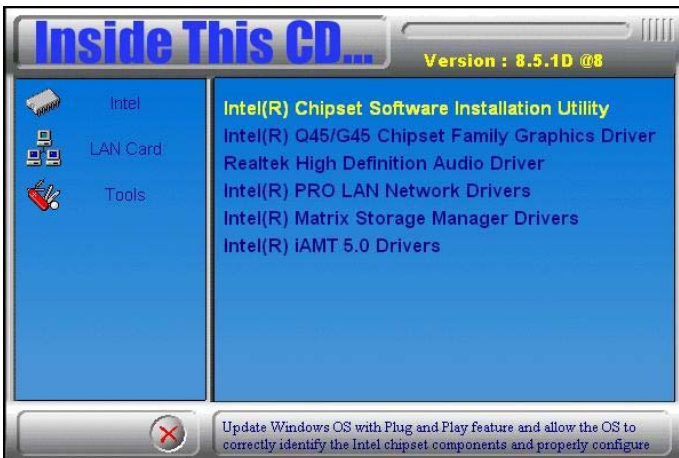 Inside This CD...
Version : 8.5.1D @8
Intel
LAN Card
Tools
Intel(R) Chipset Software Installation Utility
Intel(R) Q45/G45 Chipset Family Graphics Driver
Realtek High Definition Audio Driver
Intel(R) PRO LAN Network Drivers
Intel(R) Matrix Storage Manager Drivers
Intel(R) iAMT 5.0 Drivers
Update Windows OS with Plug and Play feature and allow the OS to
correctly identify the Intel chipset components and properly configure